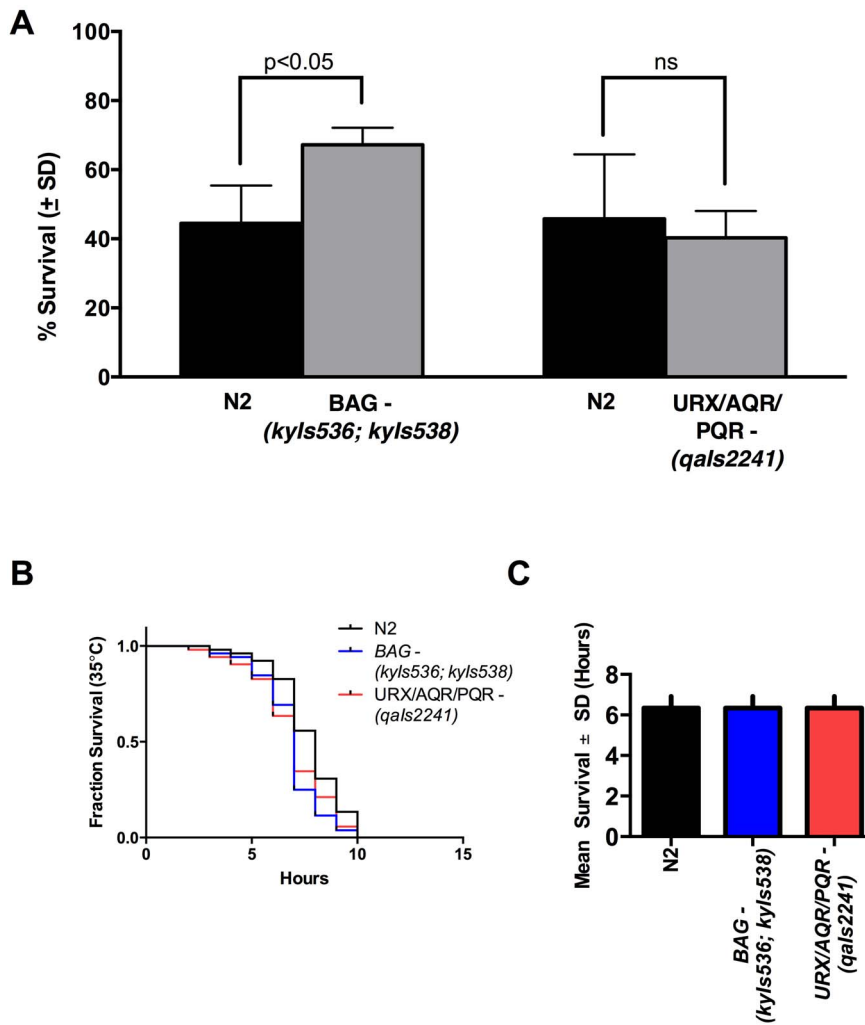 A
% Survival (± SD)
100
80
60
40
20
0
p<0.05
ns
N2
BAG -
(kyIs536; kyIs538)
N2
URX/AQR/
PQR -
(qaIs2241)
B
Fraction Survival (35°C)
1.0
0.5
0.0
0
5
10
15
Hours
N2
BAG -
(kyIs536; kyIs538)
URX/AQR/PQR -
(qaIs2241)
C
Mean Survival ± SD (Hours)
8
6
4
2
0
N2
BAG -
(kyIs536; kyIs538)
URX/AQR/PQR -
(qaIs2241)